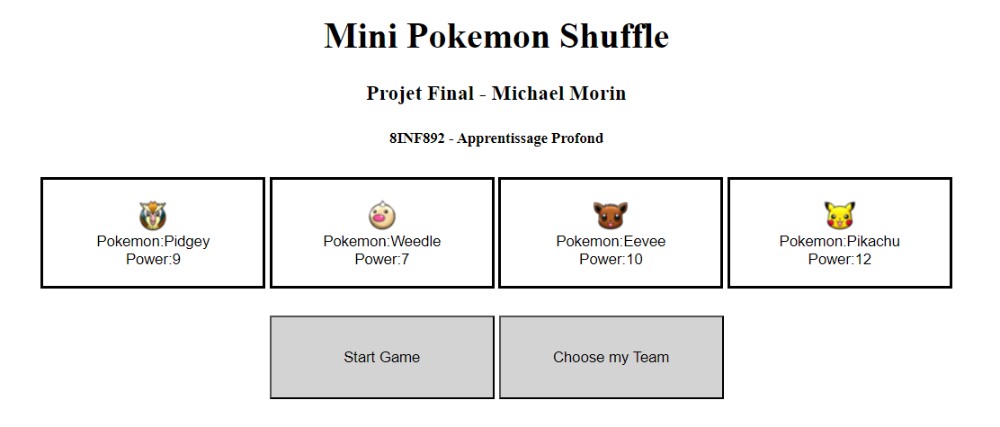 Mini Pokemon Shuffle
Projet Final - Michael Morin
8INF892 - Apprentissage Profond
Pokemon:Pidgey
Power:9
Pokemon:Weedle
Power:7
Pokemon:Eevee
Power:10
Pokemon:Pikachu
Power:12
Start Game
Choose my Team